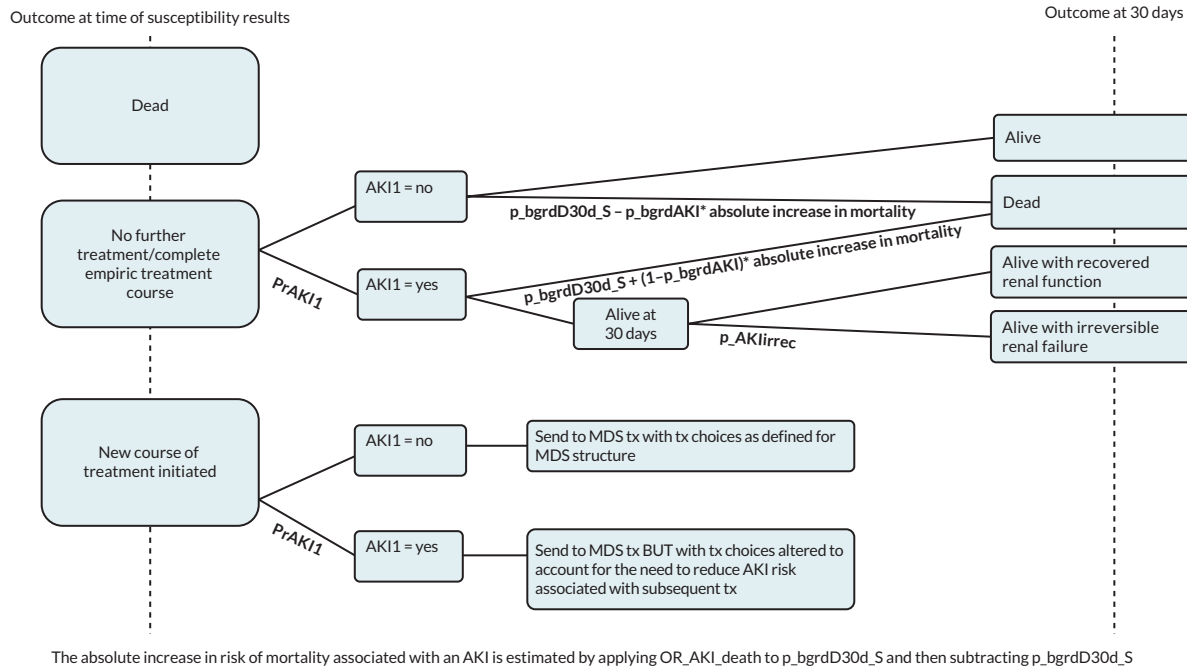 Outcome at time of susceptibility results
Outcome at 30 days
Dead
No further
treatment/complete
empiric treatment
course
PrAKI1
AKI1 = no
AKI1 = yes
p_bgrdD30d_S – p_bgrdAKI* absolute increase in mortality
p_bgrdD30d_S + (1–p_bgrdAKI)* absolute increase in mortality
Alive at
30 days
p_AKIirrec
Alive
Dead
Alive with recovered
renal function
Alive with irreversible
renal failure
New course of
treatment initiated
PrAKI1
AKI1 = no
Send to MDS tx with tx choices as defined for
MDS structure
AKI1 = yes
Send to MDS tx BUT with tx choices altered to
account for the need to reduce AKI risk
associated with subsequent tx
The absolute increase in risk of mortality associated with an AKI is estimated by applying OR_AKI_death to p_bgrdD30d_S and then subtracting p_bgrdD30d_S